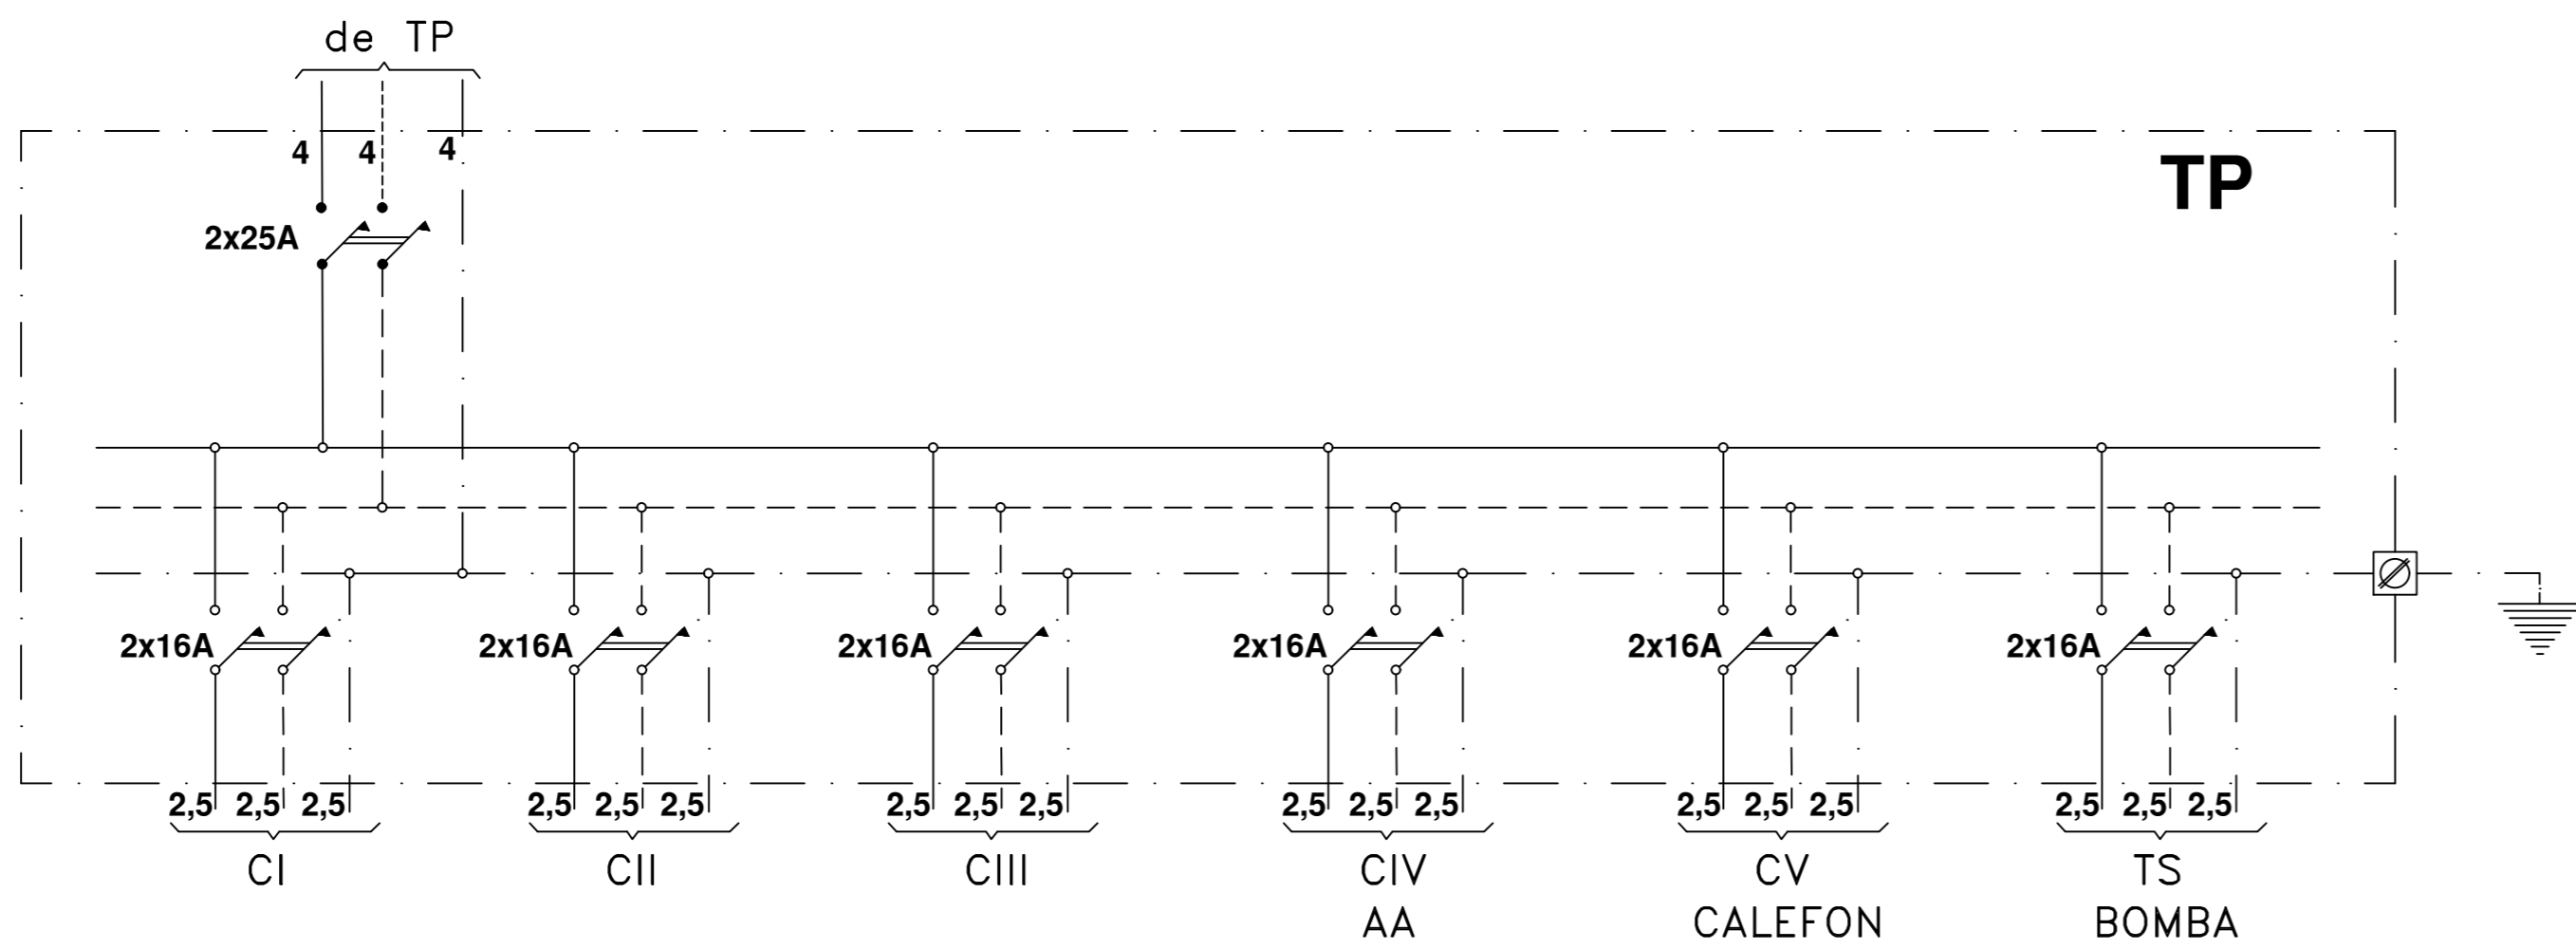 de TP
4 4 4
TP
2x25A
2x16A 2x16A 2x16A 2x16A 2x16A 2x16A
2,5 2,5 2,5 2,5 2,5 2,5 2,5 2,5 2,5 2,5 2,5 2,5 2,5 2,5 2,5 2,5 2,5 2,5
CI CII CIII CIV CV TS
AA CALEFON BOMBA